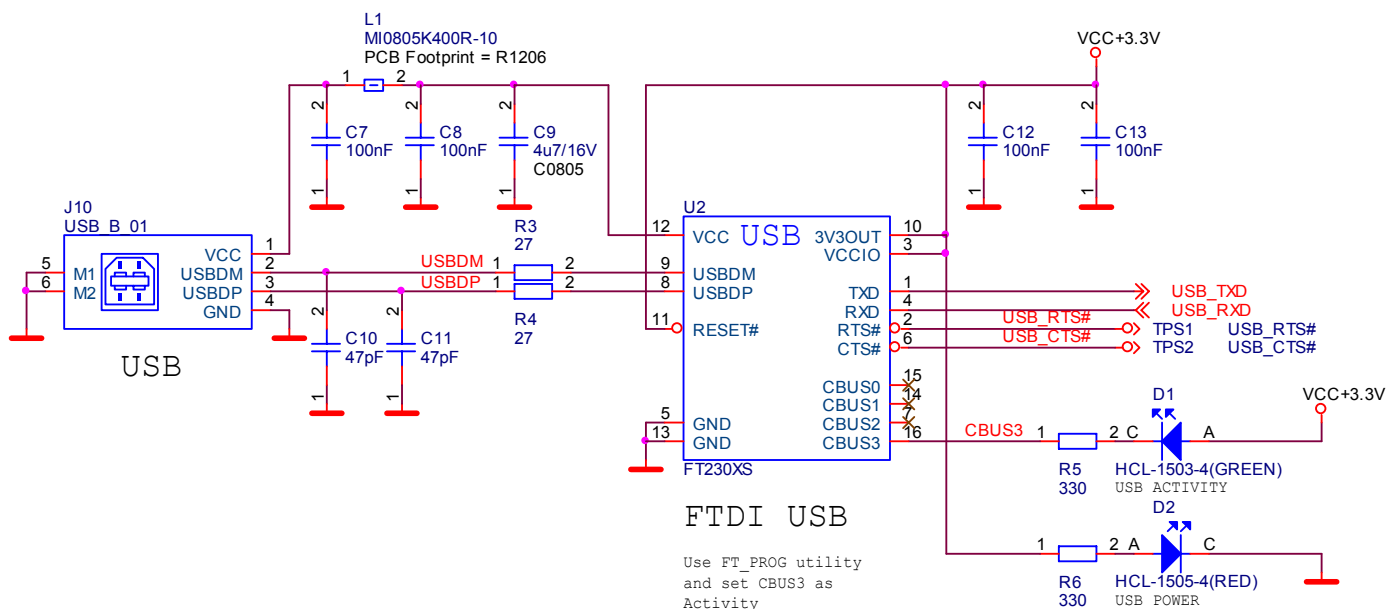 L1
MI0805K400R-10
PCB Footprint = R1206
VCC+3.3V
1 2
2 2 2 2 2
C7
100nF
C8
100nF
C9
4u7/16V
C0805
C12
100nF
C13
100nF
1 1 1 1 1
J10
USB_B_01
5 M1
6 M2
VCC 1
USBDM 2
USBDP 3
GND 4
USB
R3
27
USBDM 1 2
USBDP 1 2
R4
27
2 2
C10
47pF
C11
47pF
1 1
U2
USB
12 VCC
9 USBDM
8 USBDP
11 RESET#
5 GND
13 GND
3V3OUT 10
VCCIO 3
TXD 1
RXD 4
RTS# 2
CTS# 6
CBUS0 15
CBUS1 14
CBUS2 7
CBUS3 16
FT230XS
USB_TXD
USB_RXD
USB_RTS# TPS1 USB_RTS#
USB_CTS# TPS2 USB_CTS#
D1
VCC+3.3V
CBUS3 1 2 C A
R5
330
HCL-1503-4(GREEN)
USB ACTIVITY
D2
1 2 A C
R6
330
HCL-1505-4(RED)
USB POWER
FTDI USB
Use FT_PROG utility
and set CBUS3 as
Activity